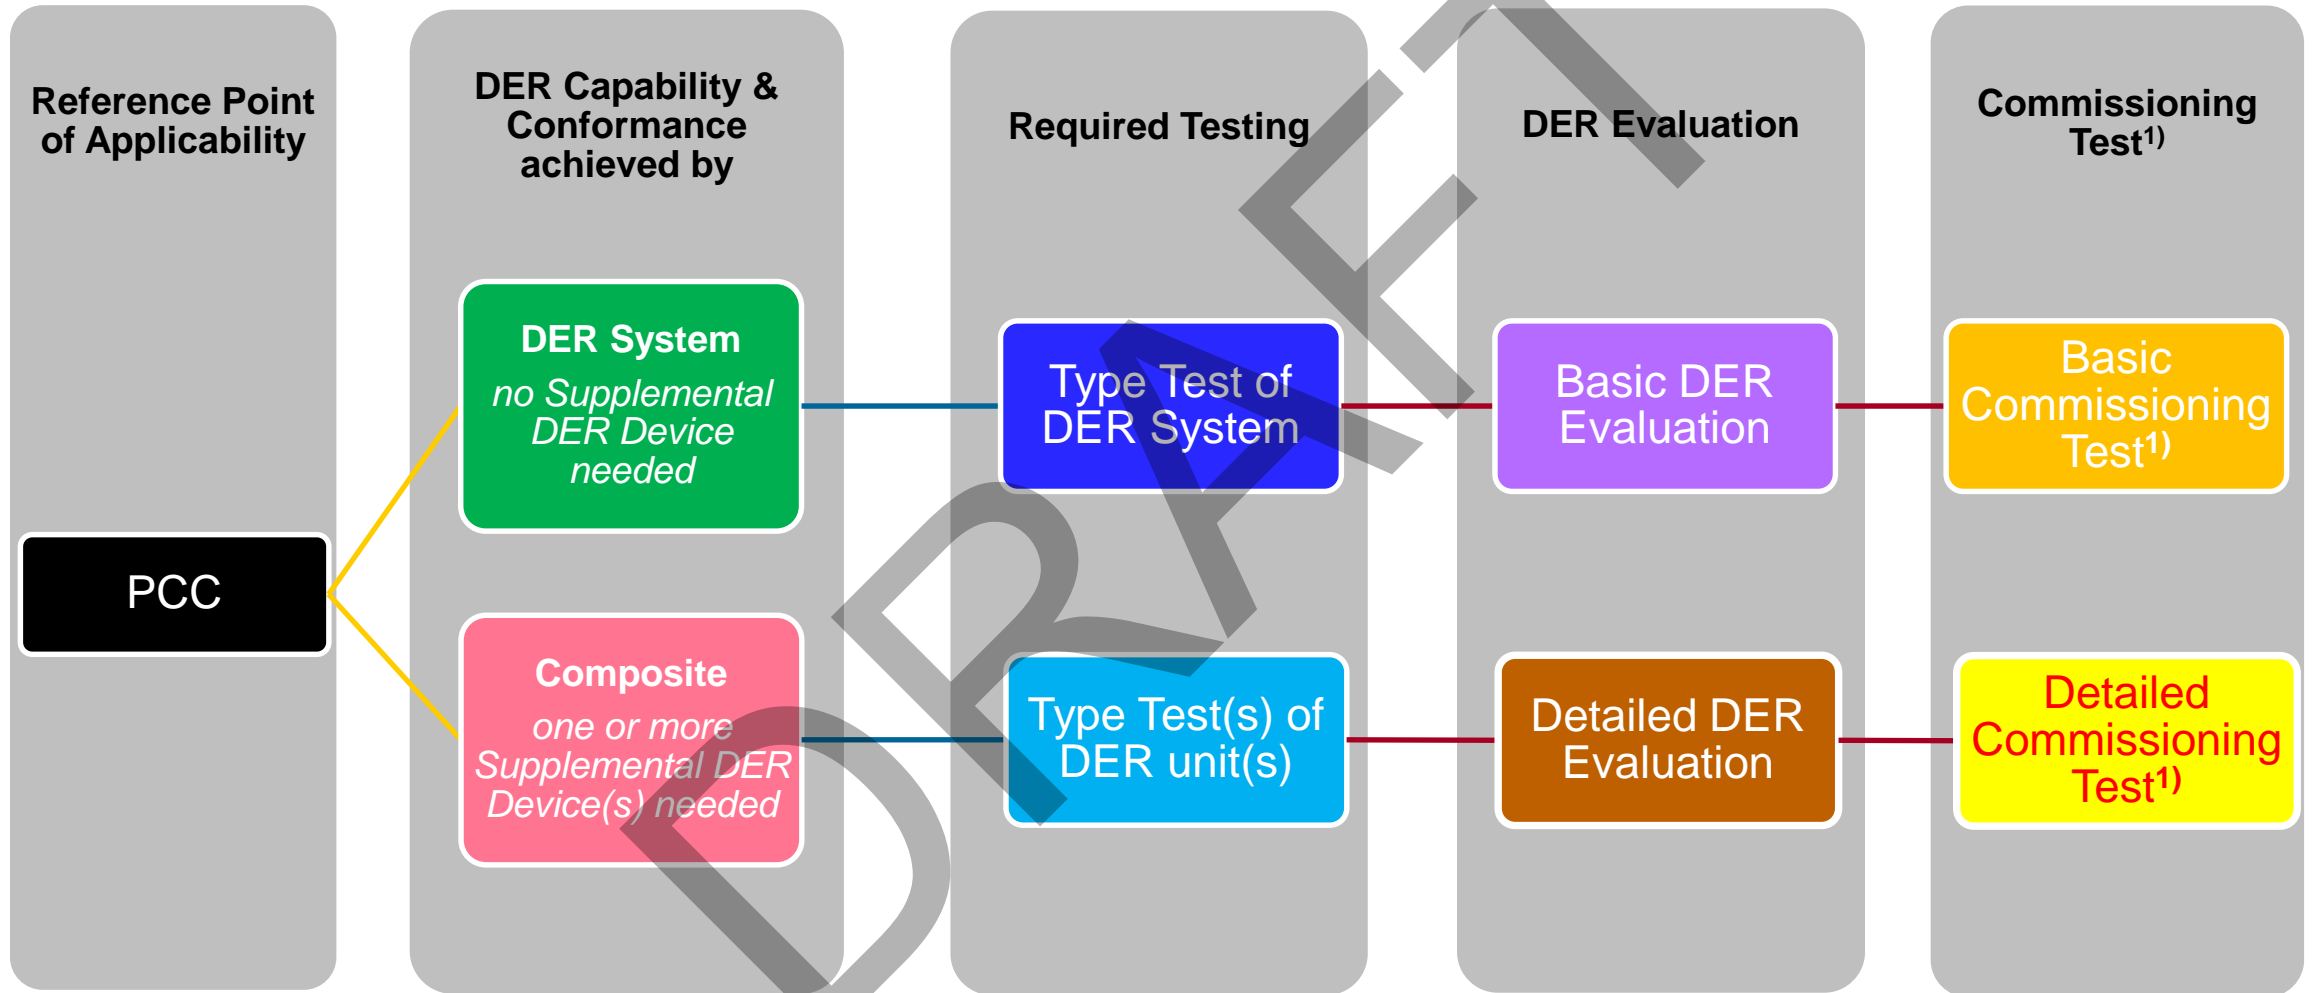 Reference Point
of Applicability
DER Capability &
Conformance
achieved by
Required Testing
DER Evaluation
Commissioning
Test1)
DER System
no Supplemental
DER Device
needed
Type Test of
DER System
Basic DER
Evaluation
Basic
Commissioning
Test1)
PCC
Composite
one or more
Supplemental DER
Device(s) needed
Type Test(s) of
DER unit(s)
Detailed DER
Evaluation
Detailed
Commissioning
Test1)
DRAFT